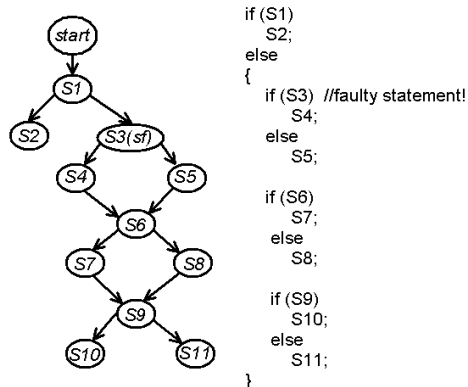 start
S1
S2
S3(sf)
S4
S5
S6
S7
S8
S9
S10
S11
if (S1)
S2;
else
{
if (S3) //faulty statement!
S4;
else
S5;
if (S6)
S7;
else
S8;
if (S9)
S10;
else
S11;
}